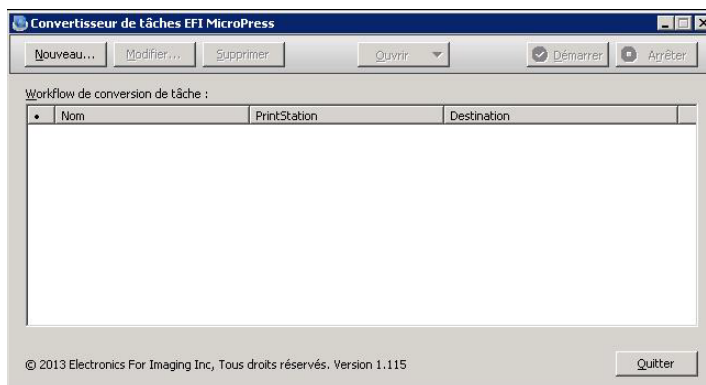 Convertisseur de tâches EFI MicroPress
Nouveau... Modifier... Supprimer Ouvrir Démarrer Arrêter
Workflow de conversion de tâche :
Nom PrintStation Destination
© 2013 Electronics For Imaging Inc, Tous droits réservés. Version 1.115 Quitter